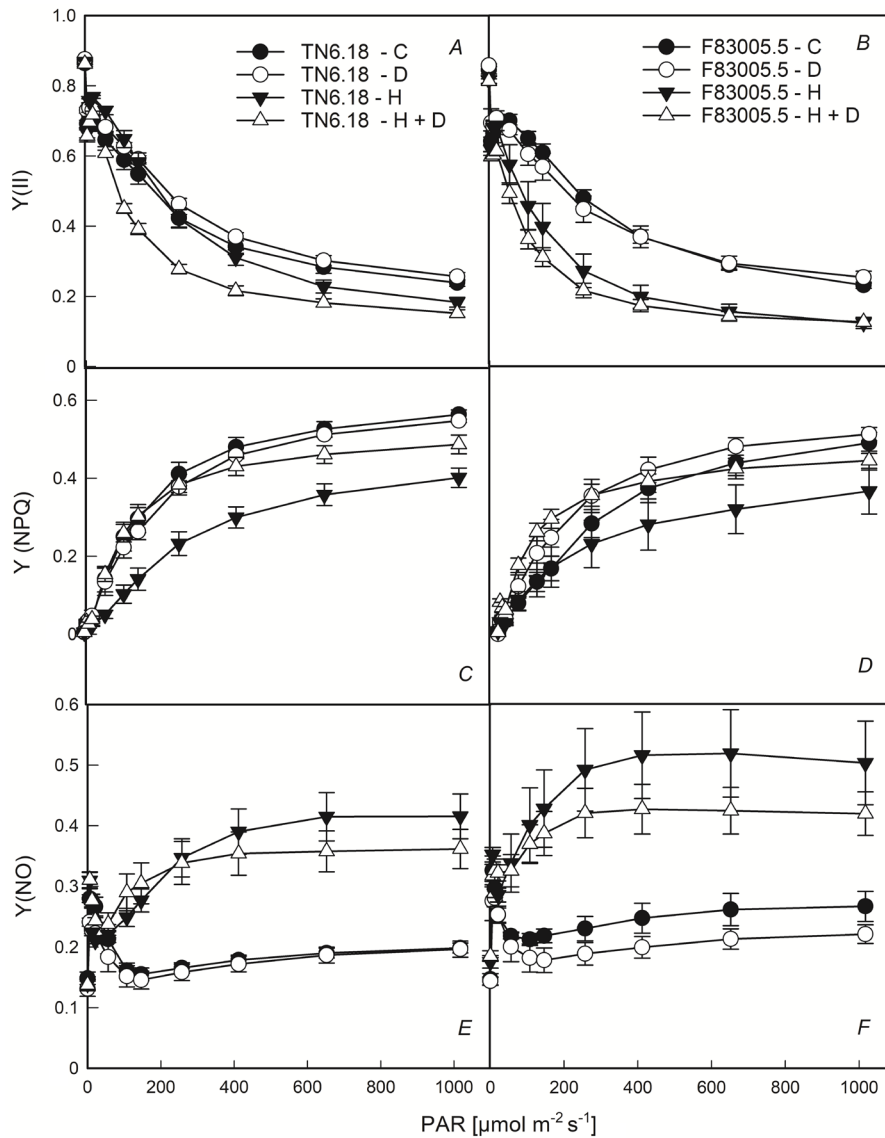 A
TN6.18 - C
TN6.18 - D
TN6.18 - H
TN6.18 - H + D
B
F83005.5 - C
F83005.5 - D
F83005.5 - H
F83005.5 - H + D
1.0
0.8
0.6
0.4
0.2
0
Y(II)
0.6
0.4
0.2
0
Y (NPQ)
C
D
0.6
0.5
0.4
0.3
0.2
0.1
0
Y(NO)
E
F
0 200 400 600 800 1000
0 200 400 600 800 1000
PAR [µmol m⁻² s⁻¹]